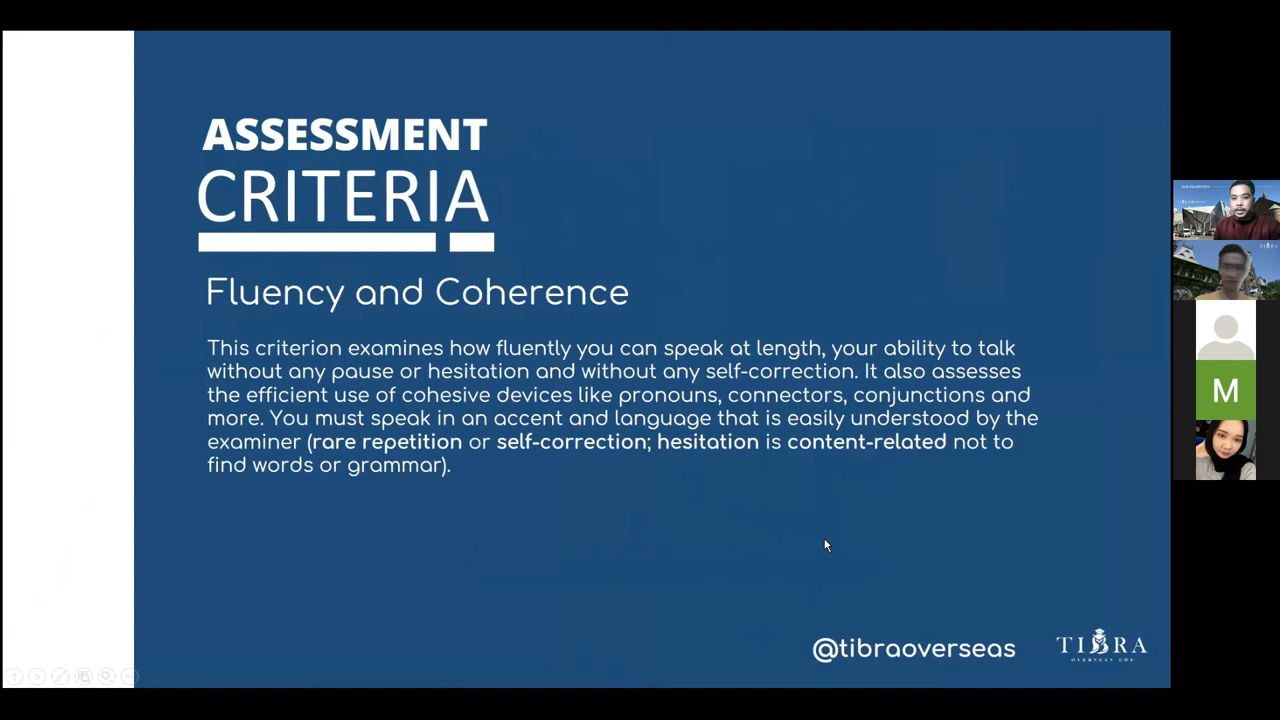 ASSESSMENT
CRITERIA
Fluency and Coherence
This criterion examines how fluently you can speak at length, your ability to talk
without any pause or hesitation and without any self-correction. It also assesses
the efficient use of cohesive devices like pronouns, connectors, conjunctions and
more. You must speak in an accent and language that is easily understood by the
examiner (rare repetition or self-correction; hesitation is content-related not to
find words or grammar).
@tibraoverseas
TIBRA
M